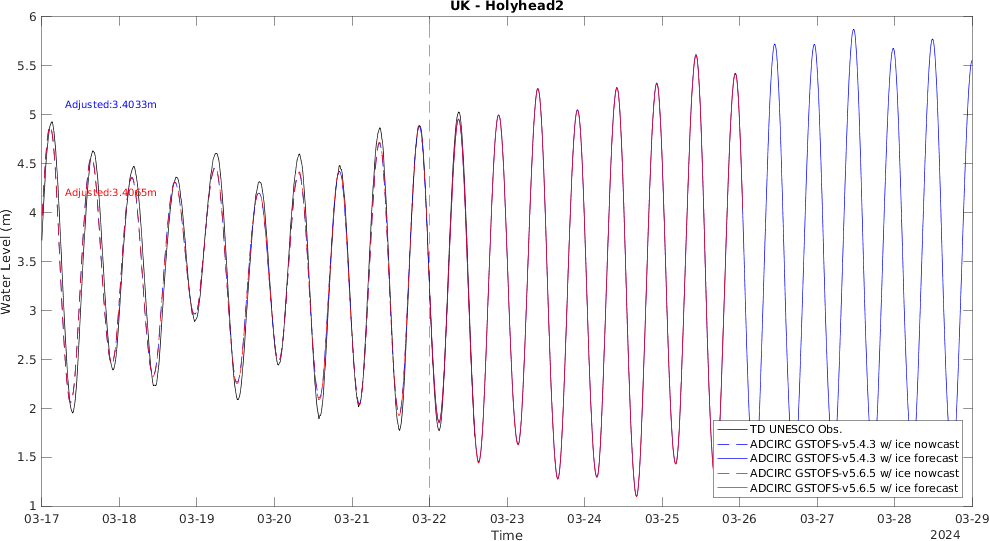 UK - Holyhead2
6
5.5
5
4.5
4
3.5
3
2.5
2
1.5
1
Water Level (m)
Adjusted:3.4033m
Adjusted:3.4065m
TD UNESCO Obs.
ADCIRC GSTOFS-v5.4.3 w/ ice nowcast
ADCIRC GSTOFS-v5.4.3 w/ ice forecast
ADCIRC GSTOFS-v5.6.5 w/ ice nowcast
ADCIRC GSTOFS-v5.6.5 w/ ice forecast
03-17 03-18 03-19 03-20 03-21 03-22 03-23 03-24 03-25 03-26 03-27 03-28 03-29
Time
2024